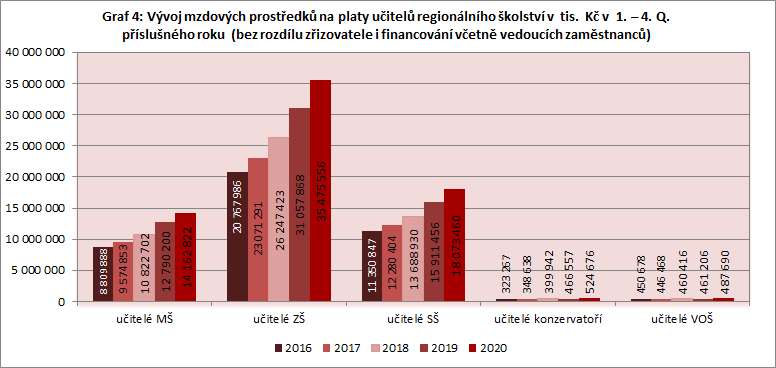 Graf 4: Vývoj mzdových prostředků na platy učitelů regionálního školství v tis. Kč v 1. – 4. Q.
příslušného roku (bez rozdílu zřizovatele i financování včetně vedoucích zaměstnanců)
40 000 000
35 000 000
30 000 000
25 000 000
20 000 000
15 000 000
10 000 000
5 000 000
0
8 809 888
9 574 853
10 822 702
12 790 200
14 162 822
20 767 986
23 071 291
26 247 423
31 057 868
35 475 556
11 350 847
12 280 404
13 688 930
15 911 456
18 073 460
323 267
348 638
399 942
466 557
524 676
450 678
446 468
460 416
461 206
487 690
učitelé MŠ
učitelé ZŠ
učitelé SŠ
učitelé konzervatoří
učitelé VOŠ
2016
2017
2018
2019
2020